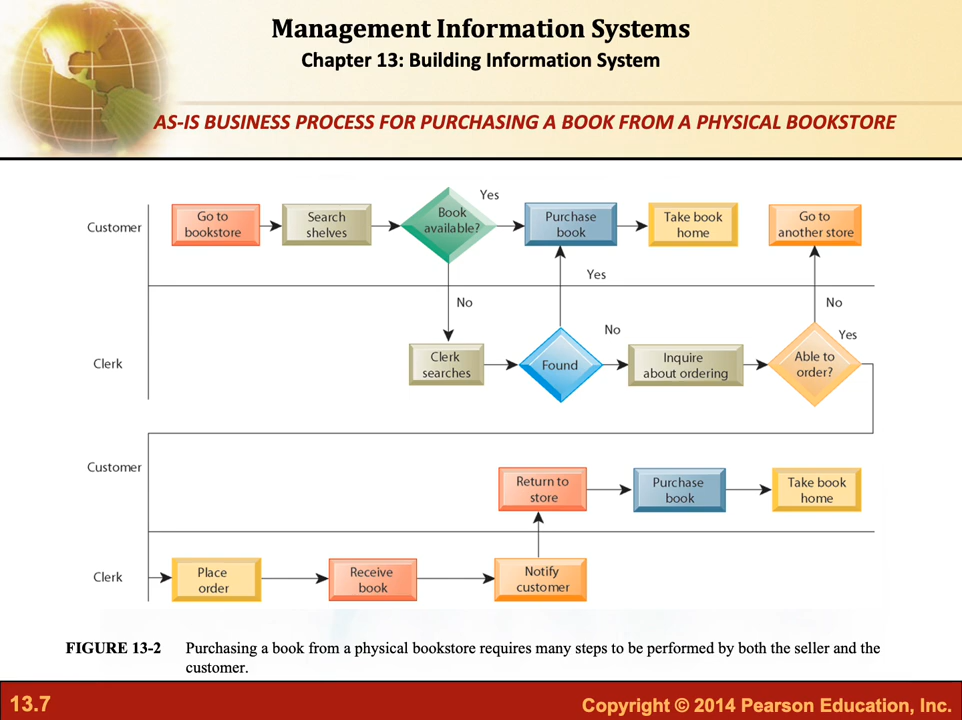 Management Information Systems
Chapter 13: Building Information System
AS-IS BUSINESS PROCESS FOR PURCHASING A BOOK FROM A PHYSICAL BOOKSTORE
Customer
Go to
bookstore
Search
shelves
Book
available?
Yes
Purchase
book
Take book
home
Go to
another store
Yes
No
No
No
Yes
Clerk
Clerk
searches
Found
Inquire
about ordering
Able to
order?
Customer
Return to
store
Purchase
book
Take book
home
Clerk
Place
order
Receive
book
Notify
customer
FIGURE 13-2 Purchasing a book from a physical bookstore requires many steps to be performed by both the seller and the
customer.
13.7
Copyright © 2014 Pearson Education, Inc.